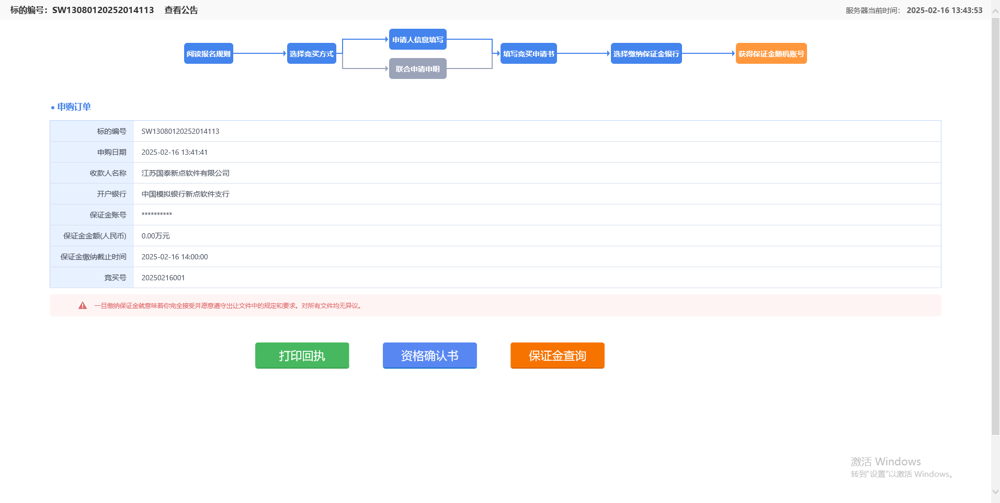 标的编号：SW13080120252014113 查看公告 服务器当前时间： 2025-02-16 13:43:53
申请人信息填写
阅读报名规则 选择竞买方式 填写竞买申请书 选择缴纳保证金银行 获得保证金随机账号
联合申请申明
申购订单
标的编号 SW13080120252014113
申购日期 2025-02-16 13:41:41
收款人名称 江苏国泰新点软件有限公司
开户银行 中国模拟银行新点软件支行
保证金账号 **********
保证金金额(人民币) 0.00万元
保证金缴纳截止时间 2025-02-16 14:00:00
竞买号 20250216001
一旦缴纳保证金就意味着你完全接受并愿意遵守出让文件中的规定和要求。对所有文件均无异议。
打印回执 资格确认书 保证金查询
激活 Windows
转到“设置”以激活 Windows。